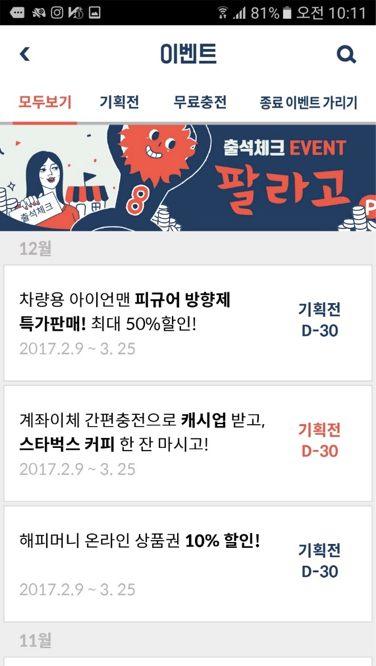 81% 오전 10:11
이벤트
모두보기 기획전 무료충전 종료 이벤트 가리기
출석체크 EVENT
팔라고
출석체크
8
P
12월
차량용 아이언맨 피규어 방향제
특가판매! 최대 50%할인!
2017.2.9 ~ 3. 25
기획전
D-30
계좌이체 간편충전으로 캐시업 받고,
스타벅스 커피 한 잔 마시고!
2017.2.9 ~ 3. 25
기획전
D-30
해피머니 온라인 상품권 10% 할인!
2017.2.9 ~ 3. 25
기획전
D-30
11월